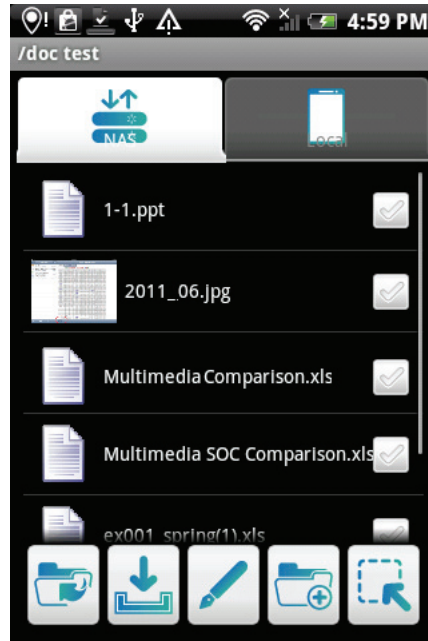 4:59 PM
/doc test
NAS
Local
1-1.ppt
2011_06.jpg
Multimedia Comparison.xls
Multimedia SOC Comparison.xls
ex001_spring(1).xls